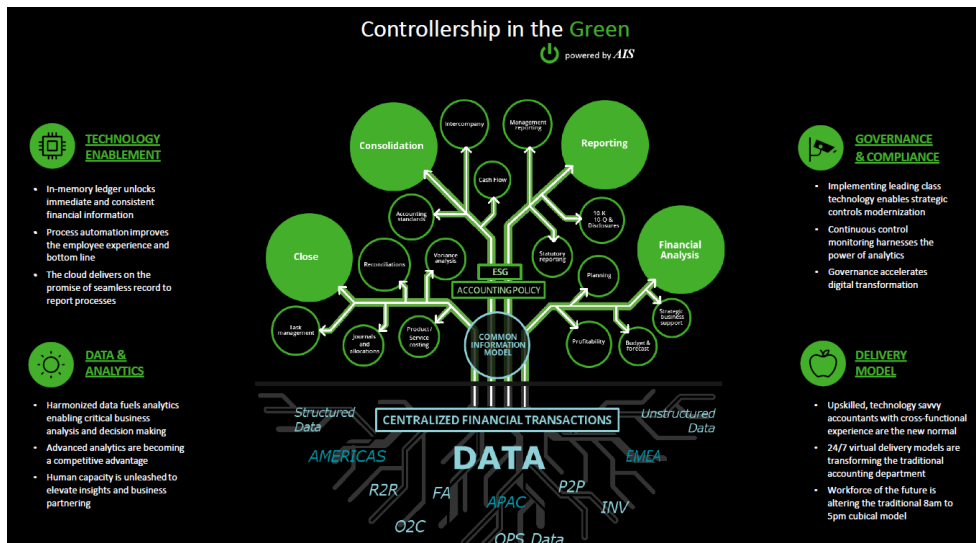 Controllership in the Green
powered by AIS
TECHNOLOGY
ENABLEMENT
• In-memory ledger unlocks
immediate and consistent
financial information
• Process automation improves
the employee experience and
bottom line
• The cloud delivers on the
promise of seamless record to
report processes
DATA &
ANALYTICS
• Harmonized data fuels analytics
enabling critical business
analysis and decision making
• Advanced analytics are becoming
a competitive advantage
• Human capacity is unleashed to
elevate insights and business
partnering
Consolidation
Intercompany
Management
reporting
Reporting
Cash Flow
Accounting
standards
10-K
10-Q &
Disclosures
Close
Reconciliations
Variance
analysis
Statutory
reporting
Financial
Analysis
ESG
ACCOUNTING POLICY
Planning
Task
management
Journals
and
allocations
Product /
Service
costing
COMMON
INFORMATION
MODEL
Profitability
Budget &
forecast
Strategic
business
support
Structured
Data
CENTRALIZED FINANCIAL TRANSACTIONS
Unstructured
Data
AMERICAS
DATA
EMEA
R2R
FA
APAC
P2P
INV
O2C
OPS Data
GOVERNANCE
& COMPLIANCE
• Implementing leading class
technology enables strategic
controls modernization
• Continuous control
monitoring harnesses the
power of analytics
• Governance accelerates
digital transformation
DELIVERY
MODEL
• Upskilled, technology savvy
accountants with cross-functional
experience are the new normal
• 24/7 virtual delivery models are
transforming the traditional
accounting department
• Workforce of the future is
altering the traditional 8am to
5pm cubical model